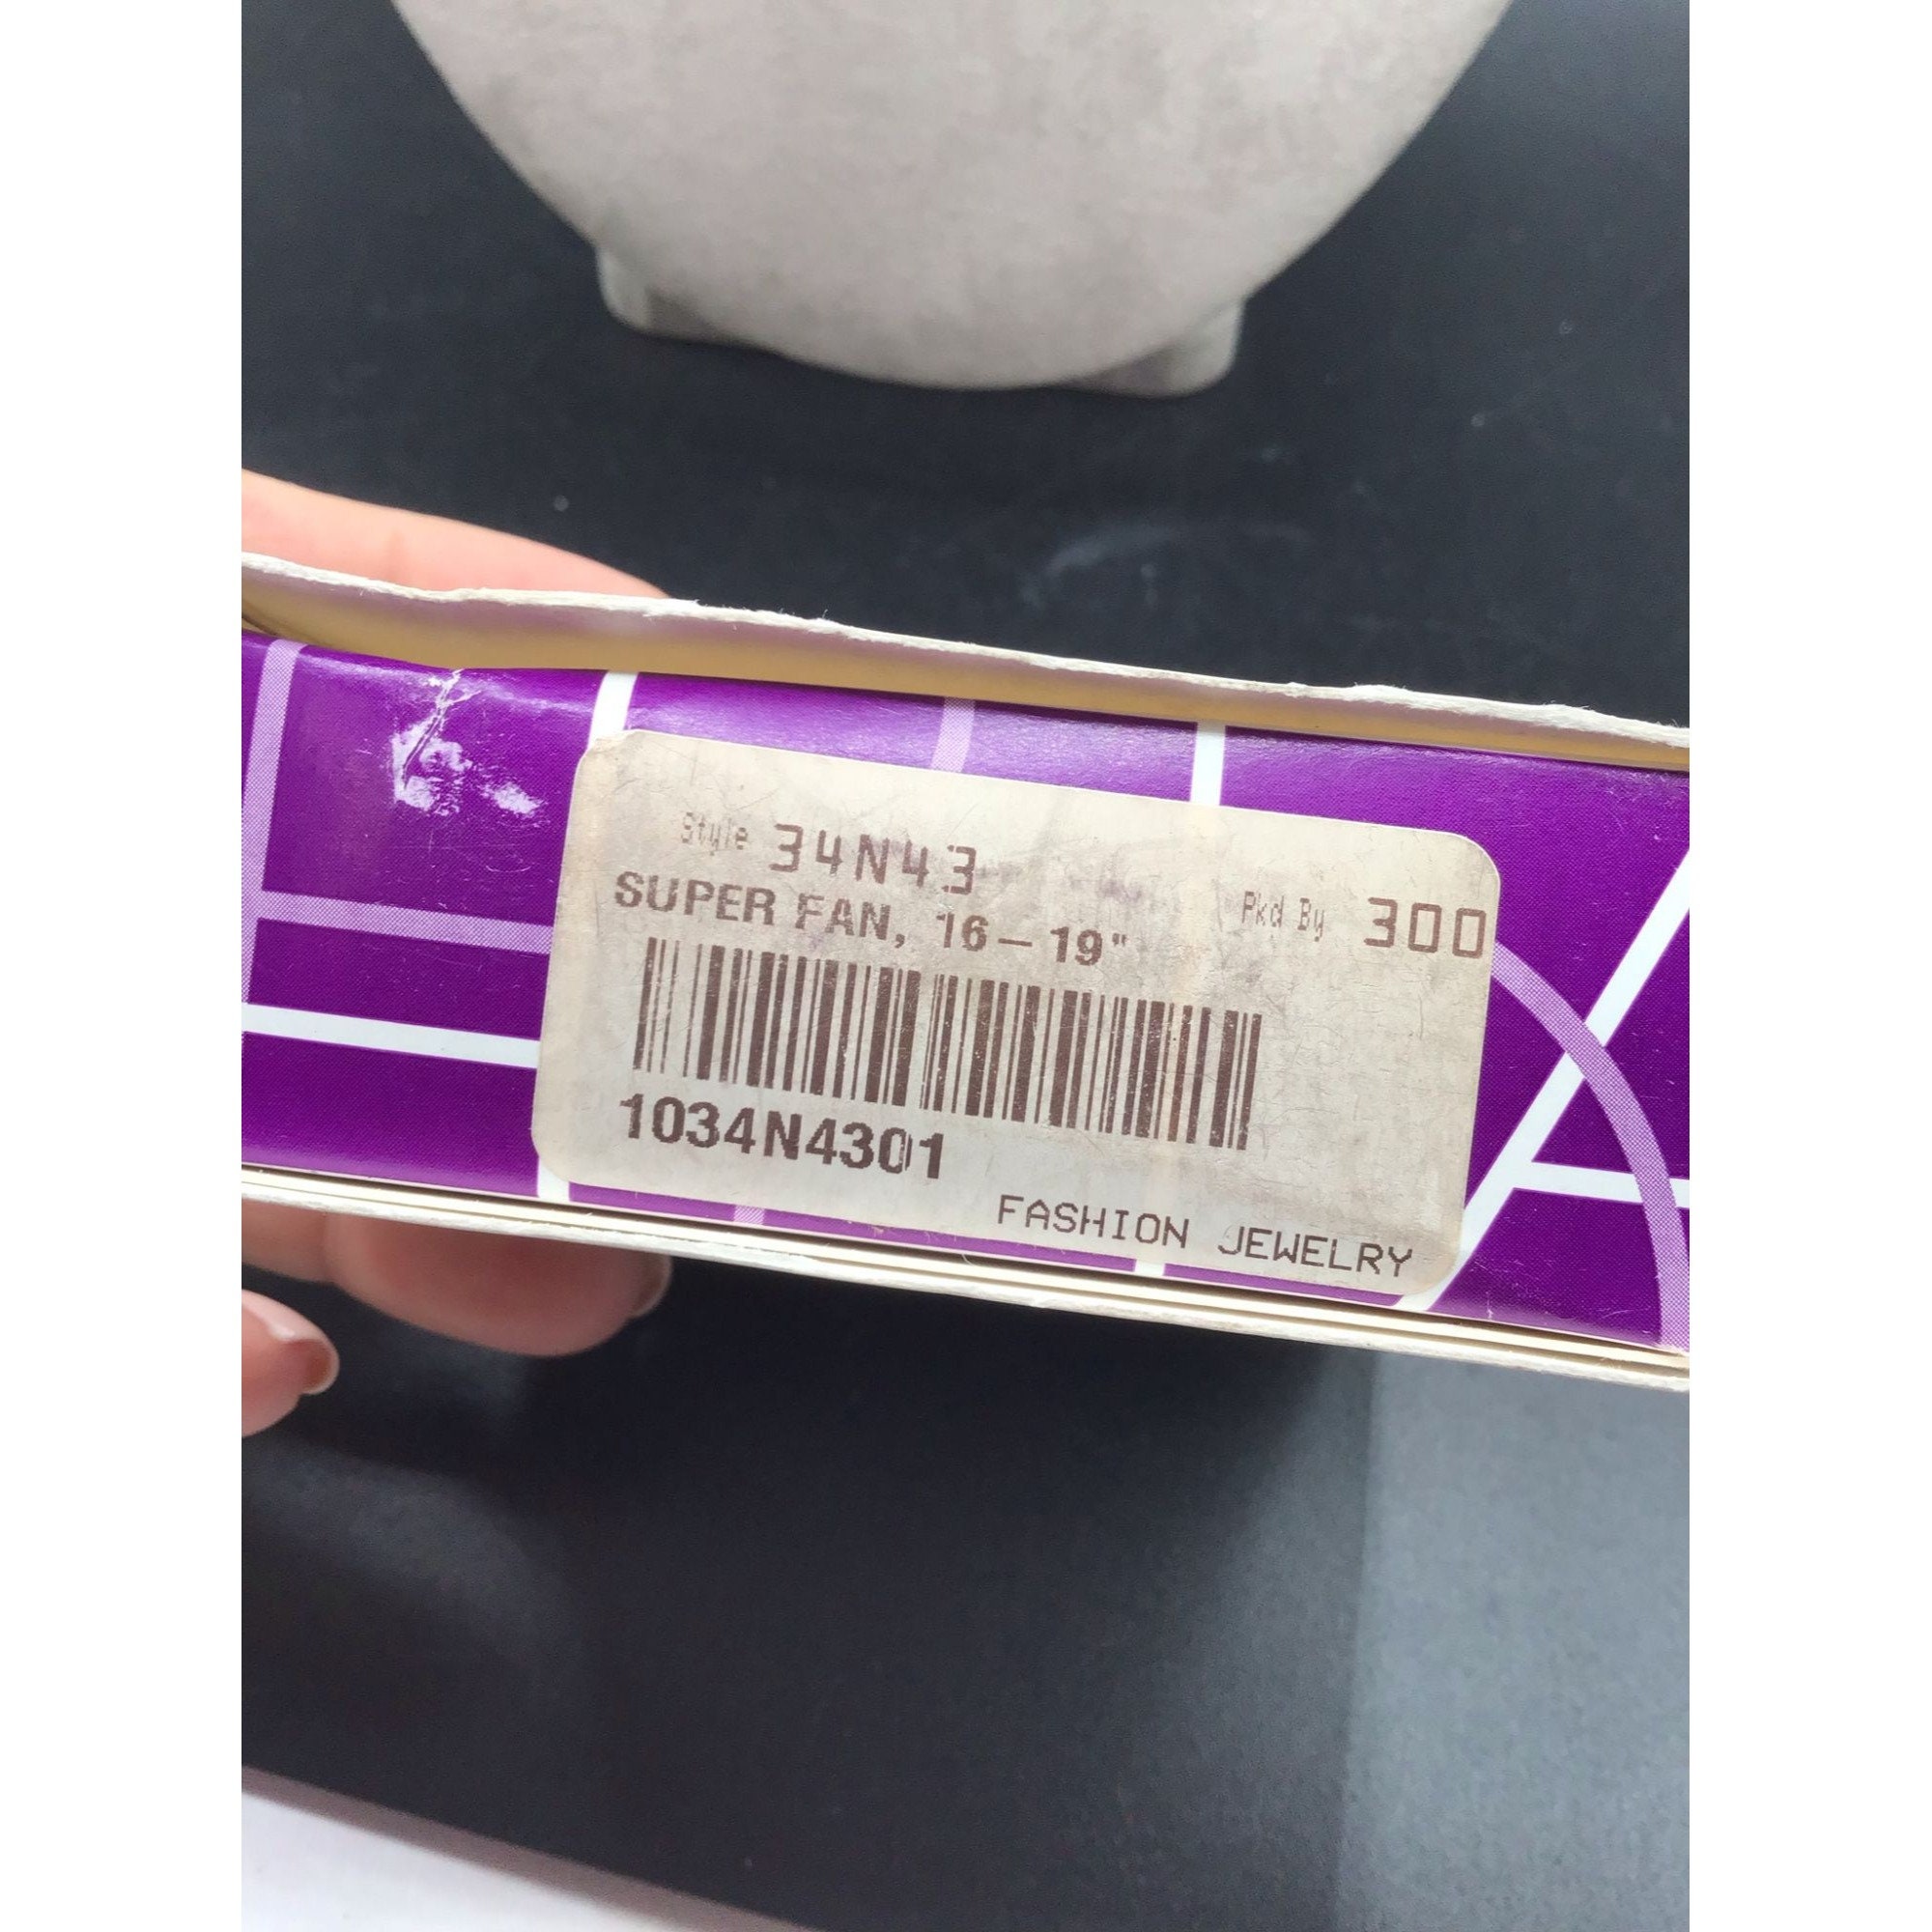 Style 34N43
SUPER FAN, 16-19"
Pkd By 300
1034N4301
FASHION JEWELRY